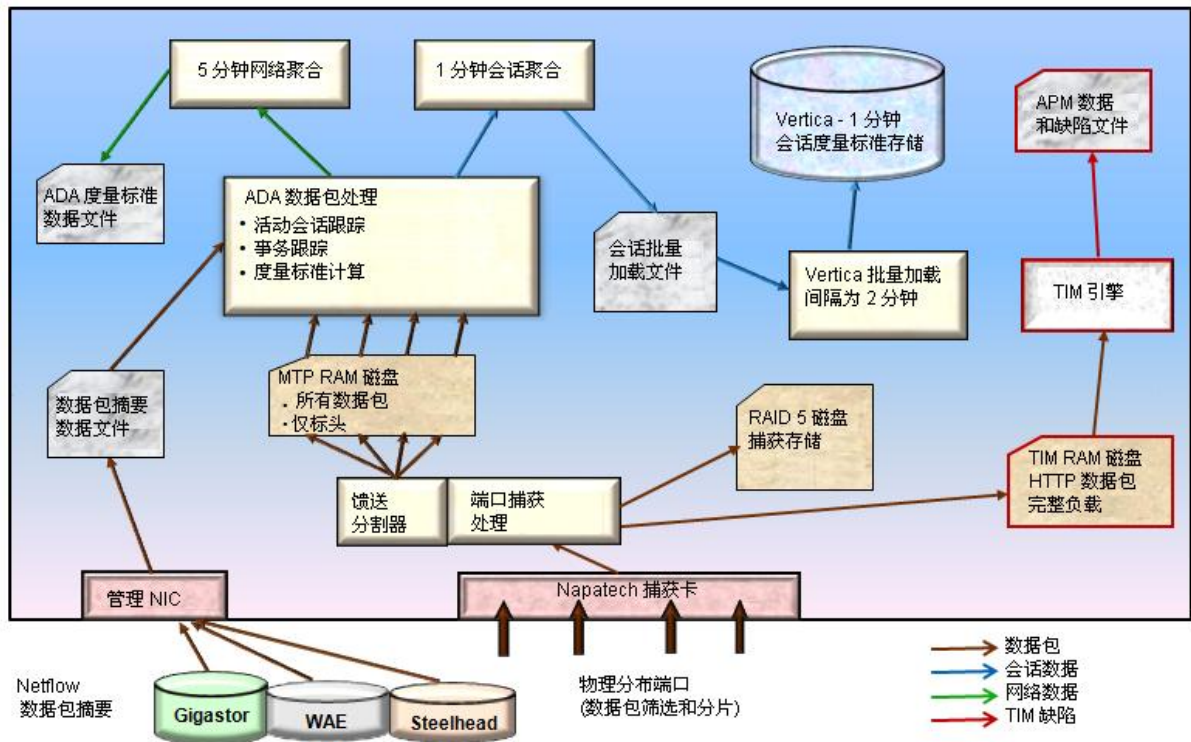 5 分钟网络聚合
1 分钟会话聚合
Vertica - 1 分钟
会话度量标准存储
APM 数据
和缺陷文件
ADA 度量标准
数据文件
ADA 数据包处理
• 活动会话跟踪
• 事务跟踪
• 度量标准计算
会话批量
加载文件
Vertica 批量加载
间隔为 2 分钟
TIM 引擎
数据包摘要
数据文件
MTP RAM 磁盘
. 所有数据包
• 仅标头
RAID 5 磁盘
捕获存储
TIM RAM 磁盘
HTTP 数据包
完整负载
馈送
分割器
端口捕获
处理
管理 NIC
Napatech 捕获卡
Netflow
数据包摘要
Gigastor
WAE
Steelhead
物理分布端口
(数据包筛选和分片)
数据包
会话数据
网络数据
TIM 缺陷